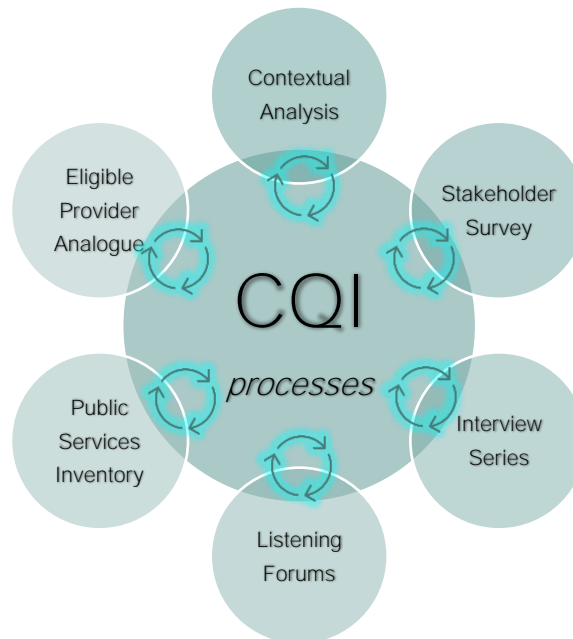 Contextual
Analysis
Stakeholder
Survey
Interview
Series
Listening
Forums
Public
Services
Inventory
Eligible
Provider
Analogue
CQI
processes